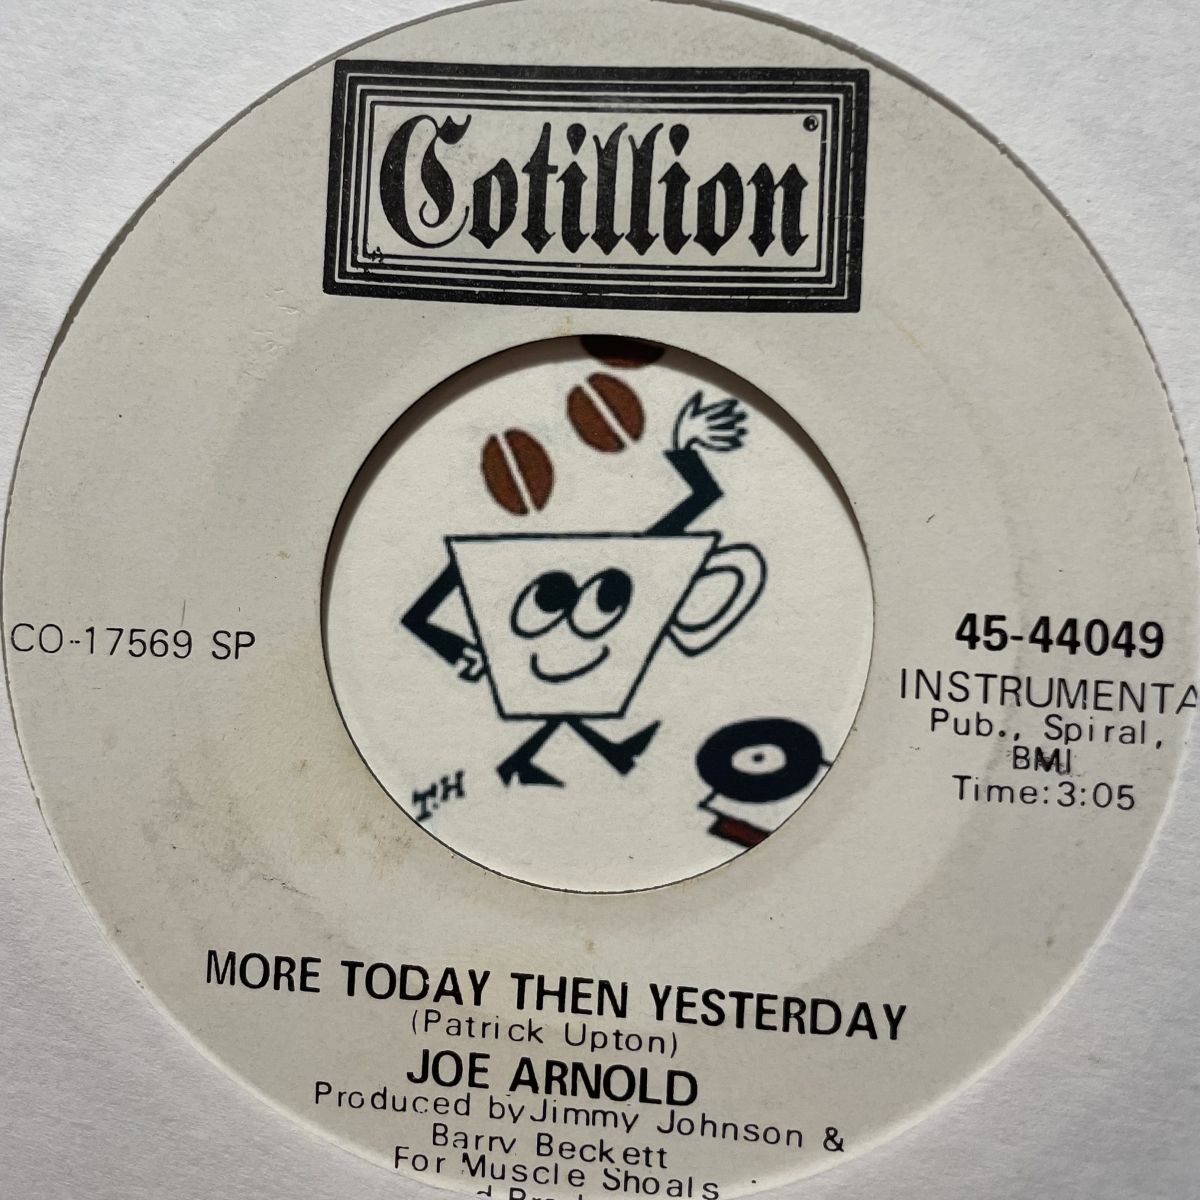 Cotillion®
CO-17569 SP
45-44049
INSTRUMENTA
Pub., Spiral,
BMI
Time:3:05
T.H
MORE TODAY THEN YESTERDAY
(Patrick Upton)
JOE ARNOLD
Produced by Jimmy Johnson &
Barry Beckett
For Muscle Shoals